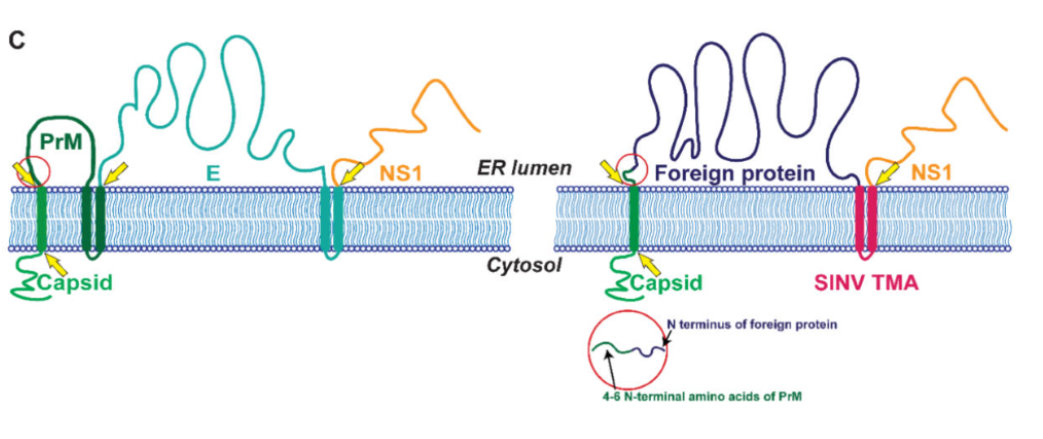 C
PrM
E
NS1
ER lumen
Foreign protein
NS1
Cytosol
Capsid
Capsid
SINV TMA
N terminus of foreign protein
4-6 N-terminal amino acids of PrM